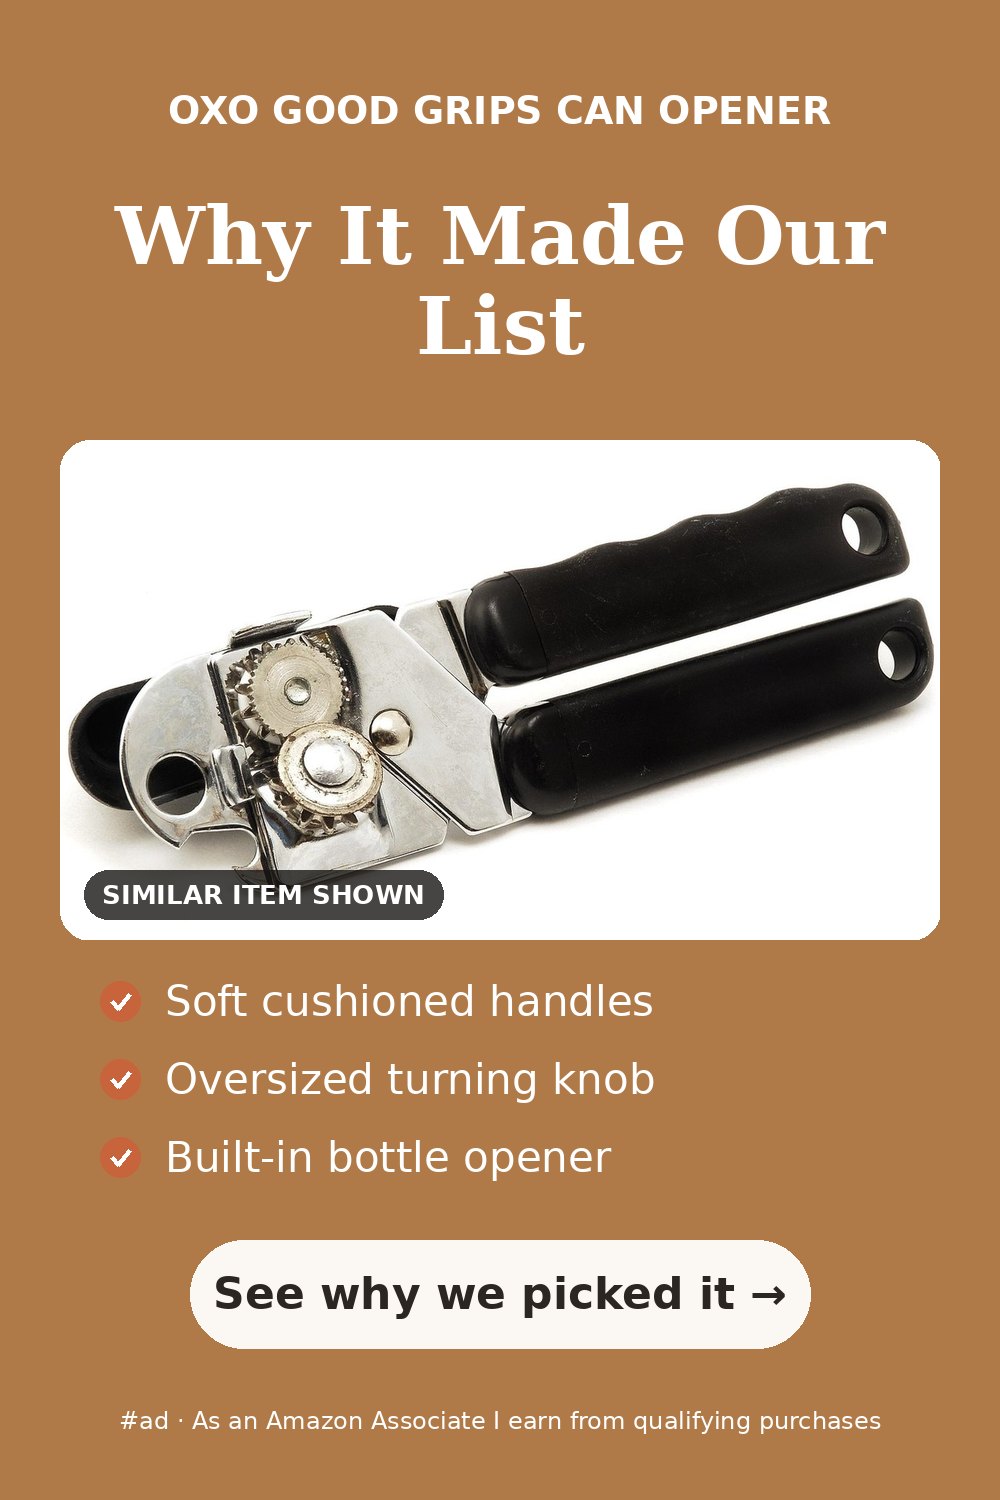 OXO GOOD GRIPS CAN OPENER
Why It Made Our
List
SIMILAR ITEM SHOWN
Soft cushioned handles
Oversized turning knob
Built-in bottle opener
See why we picked it →
#ad · As an Amazon Associate I earn from qualifying purchases